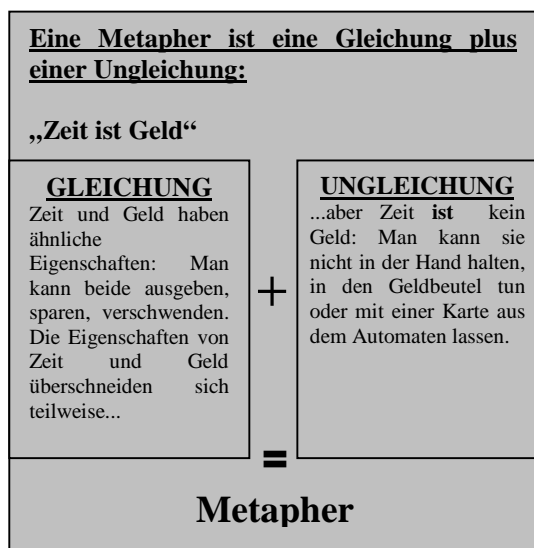 Eine Metapher ist eine Gleichung plus
einer Ungleichung:
„Zeit ist Geld“
GLEICHUNG
Zeit und Geld haben
ähnliche
Eigenschaften: Man
kann beide ausgeben,
sparen, verschwenden.
Die Eigenschaften von
Zeit und Geld
überschneiden sich
teilweise...
+
UNGLEICHUNG
...aber Zeit ist kein
Geld: Man kann sie
nicht in der Hand halten,
in den Geldbeutel tun
oder mit einer Karte aus
dem Automaten lassen.
=
Metapher